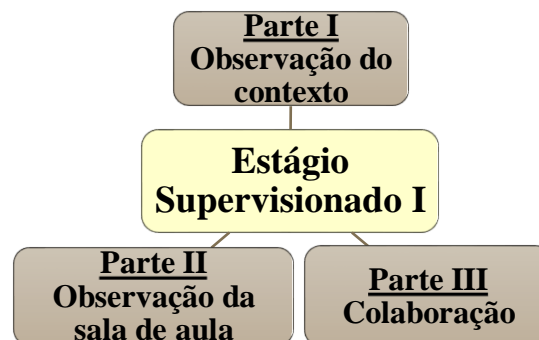 Parte I
Observação do
contexto
Estágio
Supervisionado I
Parte II
Observação da
sala de aula
Parte III
Colaboração